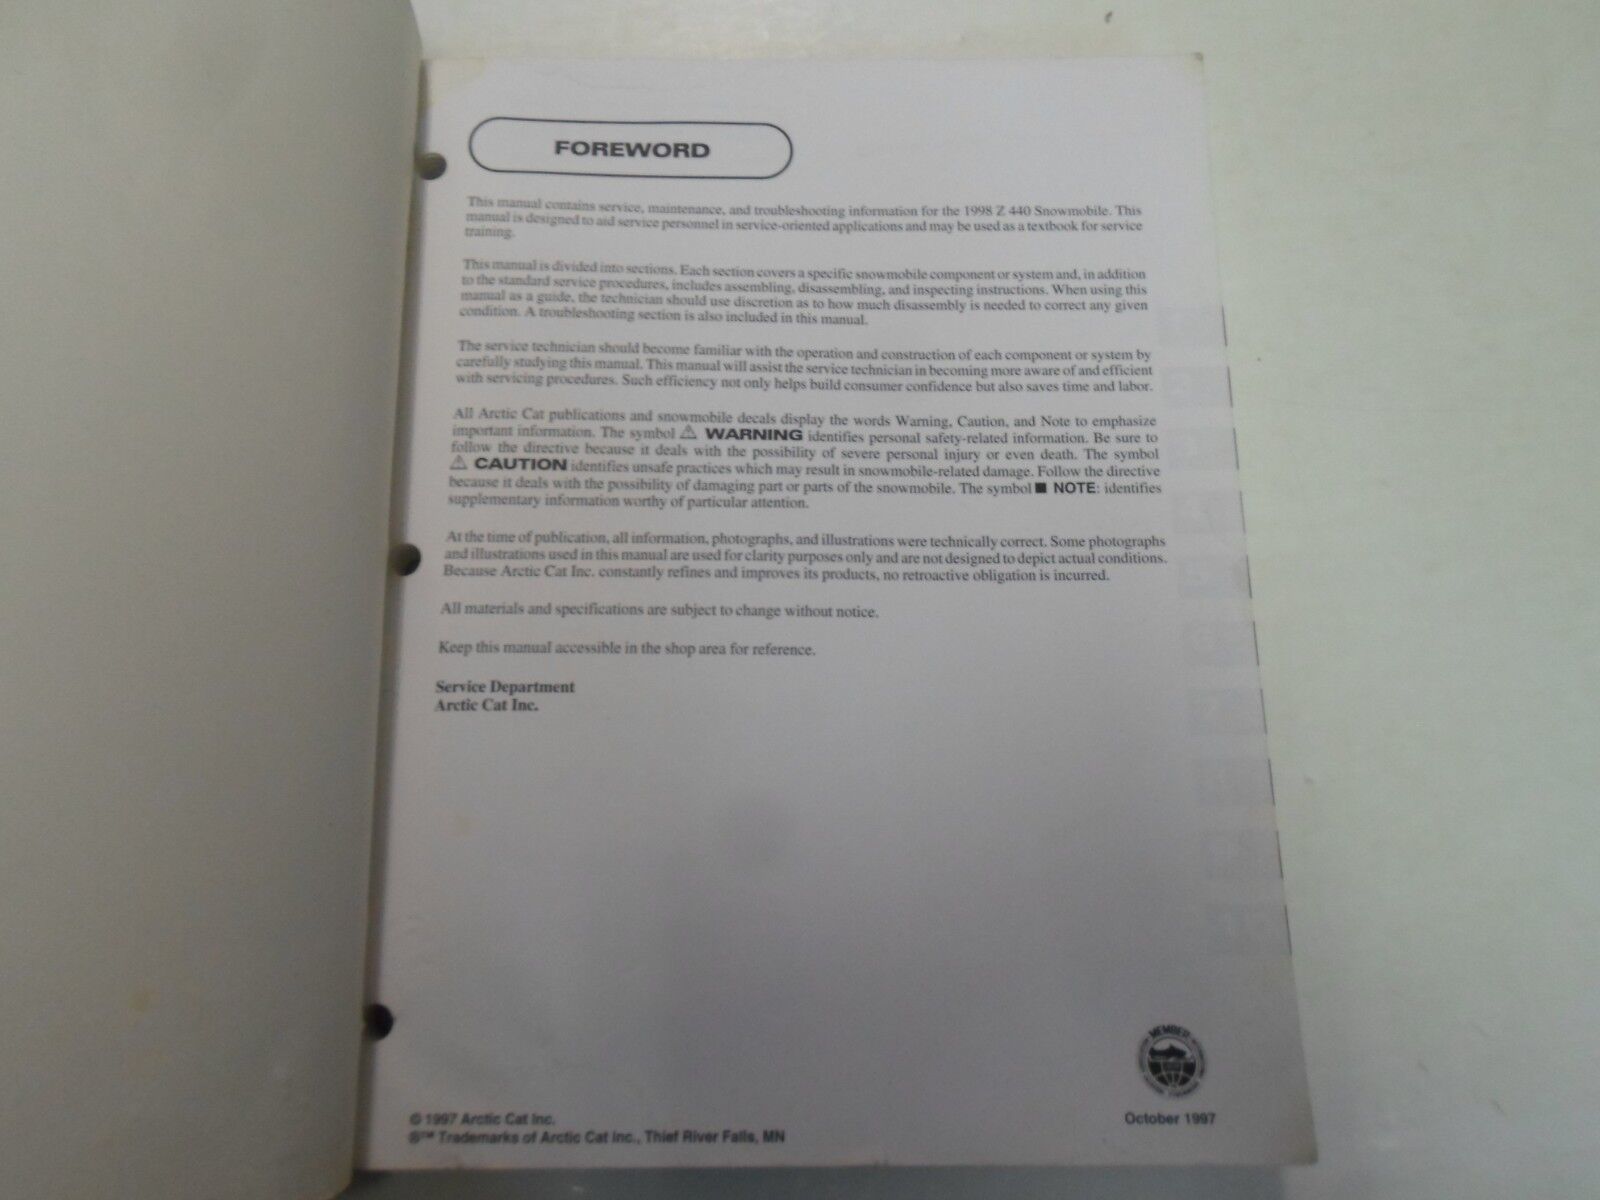 FOREWORD
This manual contains service, maintenance, and troubleshooting information for the 1998 Z 440 Snowmobile. This
manual is designed to aid service personnel in service-oriented applications and may be used as a textbook for service
training.
This manual is divided into sections. Each section covers a specific snowmobile component or system and, in addition
to the standard service procedures, includes assembling, disassembling, and inspecting instructions. When using this
manual as a guide, the technician should use discretion as to how much disassembly is needed to correct any given
condition. A troubleshooting section is also included in this manual.
The service technician should become familiar with the operation and construction of each component or system by
carefully studying this manual. This manual will assist the service technician in becoming more aware of and efficient
with servicing procedures. Such efficiency not only helps build consumer confidence but also saves time and labor.
All Arctic Cat publications and snowmobile decals display the words Warning, Caution, and Note to emphasize
important information. The symbol ⚠ WARNING identifies personal safety-related information. Be sure to
follow the directive because it deals with the possibility of severe personal injury or even death. The symbol
⚠ CAUTION identifies unsafe practices which may result in snowmobile-related damage. Follow the directive
because it deals with the possibility of damaging part or parts of the snowmobile. The symbol ■ NOTE: identifies
supplementary information worthy of particular attention.
At the time of publication, all information, photographs, and illustrations were technically correct. Some photographs
and illustrations used in this manual are used for clarity purposes only and are not designed to depict actual conditions.
Because Arctic Cat Inc. constantly refines and improves its products, no retroactive obligation is incurred.
All materials and specifications are subject to change without notice.
Keep this manual accessible in the shop area for reference.
Service Department
Arctic Cat Inc.
MEMBER
© 1997 Arctic Cat Inc.
®™ Trademarks of Arctic Cat Inc., Thief River Falls, MN
October 1997